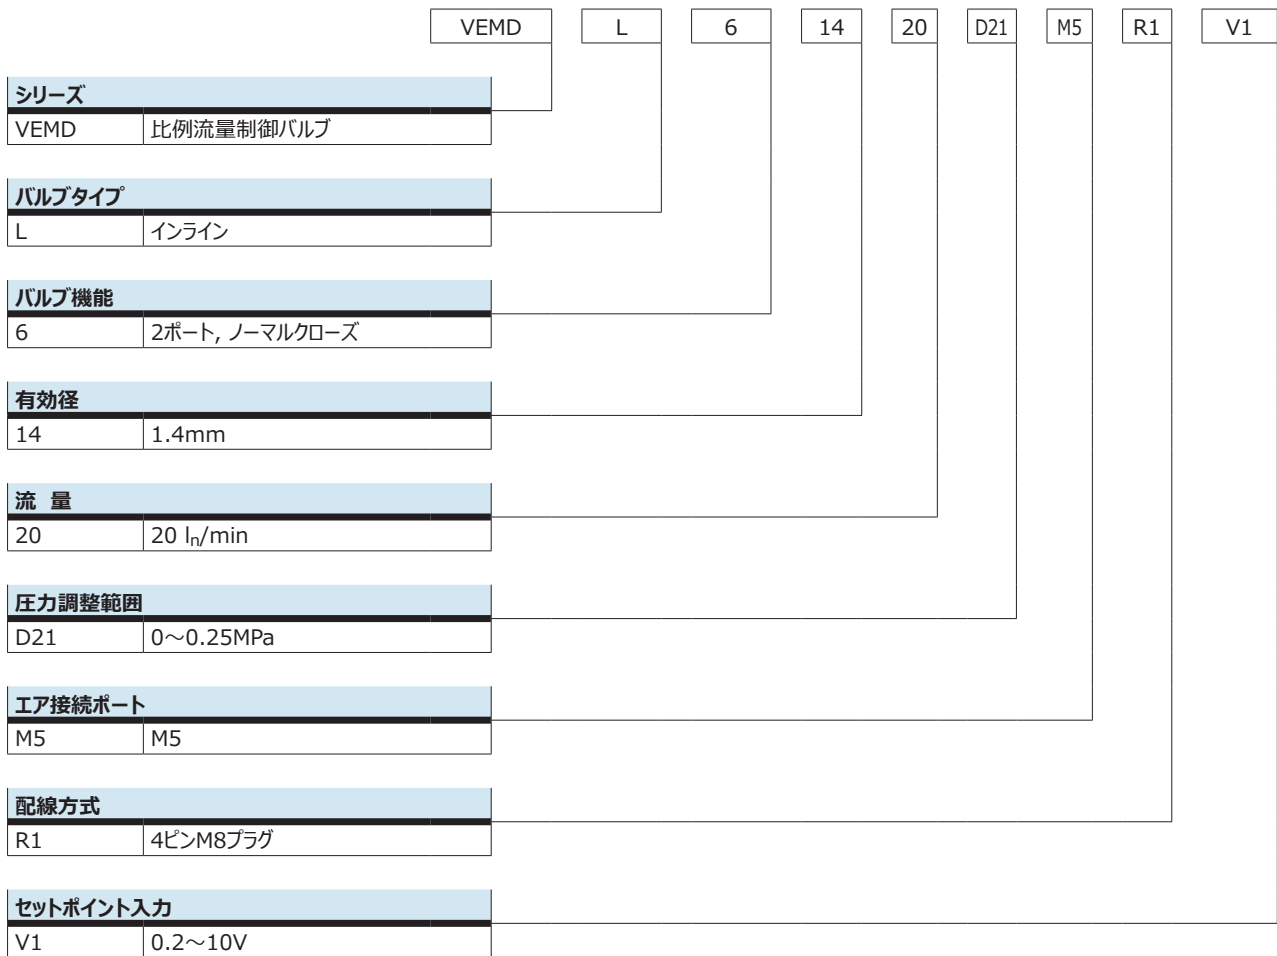 VEMD L 6 14 20 D21 M5 R1 V1
シリーズ
VEMD 比例流量制御バルブ
バルブタイプ
L インライン
バルブ機能
6 2ポート, ノーマルクローズ
有効径
14 1.4mm
流 量
20 20 ln/min
圧力調整範囲
D21 0～0.25MPa
エア接続ポート
M5 M5
配線方式
R1 4ピンM8プラグ
セットポイント入力
V1 0.2～10V